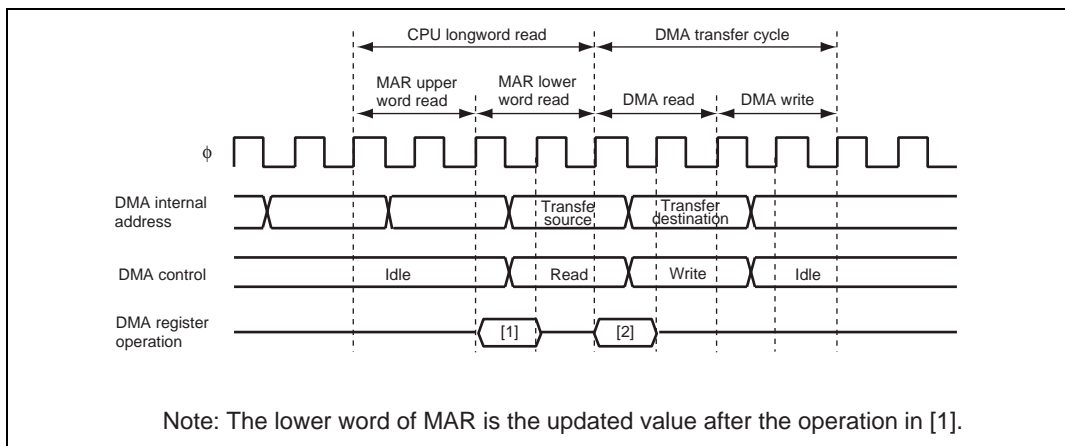 CPU longword read DMA transfer cycle
MAR upper MAR lower
word read word read DMA read DMA write
ϕ
DMA internal
address
Transfe Transfer
source destination
DMA control Idle Read Write Idle
DMA register
operation
[1] [2]
Note: The lower word of MAR is the updated value after the operation in [1].